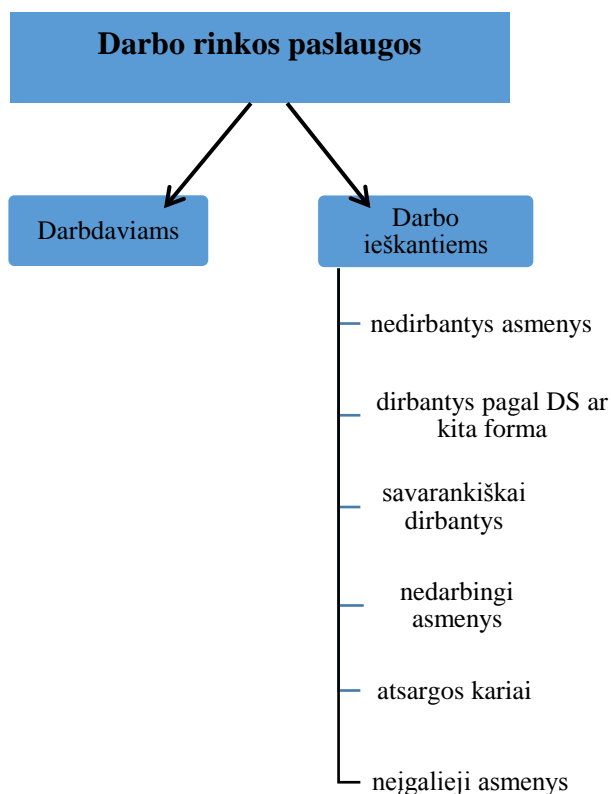 Darbo rinkos paslaugos
Darbdaviams
Darbo
ieškantiems
nedirbantys asmenys
dirbantys pagal DS ar
kita forma
savarankiškai
dirbantys
nedarbingi
asmenys
atsargos kariai
neįgalieji asmenys